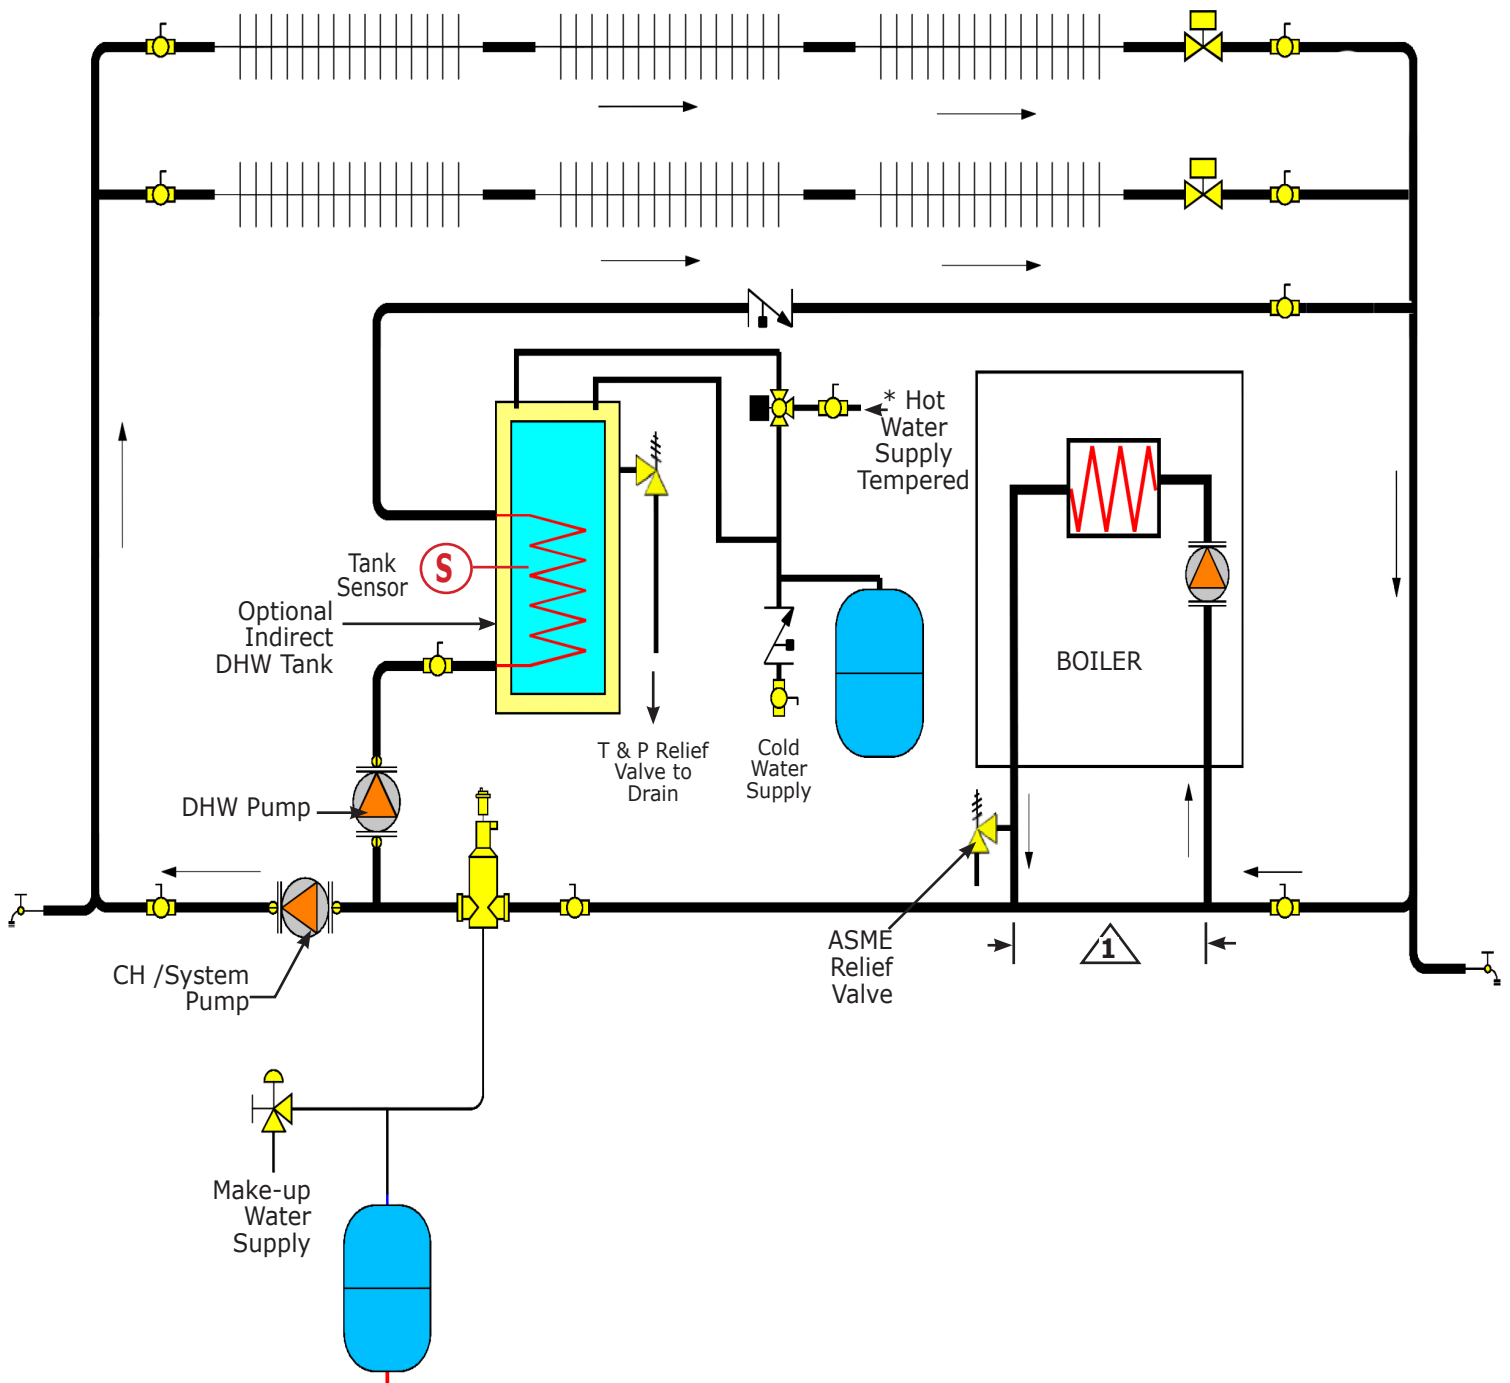 * Hot
Water
Supply
Tempered
Tank
Sensor
S
Optional
Indirect
DHW Tank
BOILER
T & P Relief
Valve to
Drain
Cold
Water
Supply
DHW Pump
ASME
Relief
Valve
1
CH /System
Pump
Make-up
Water
Supply